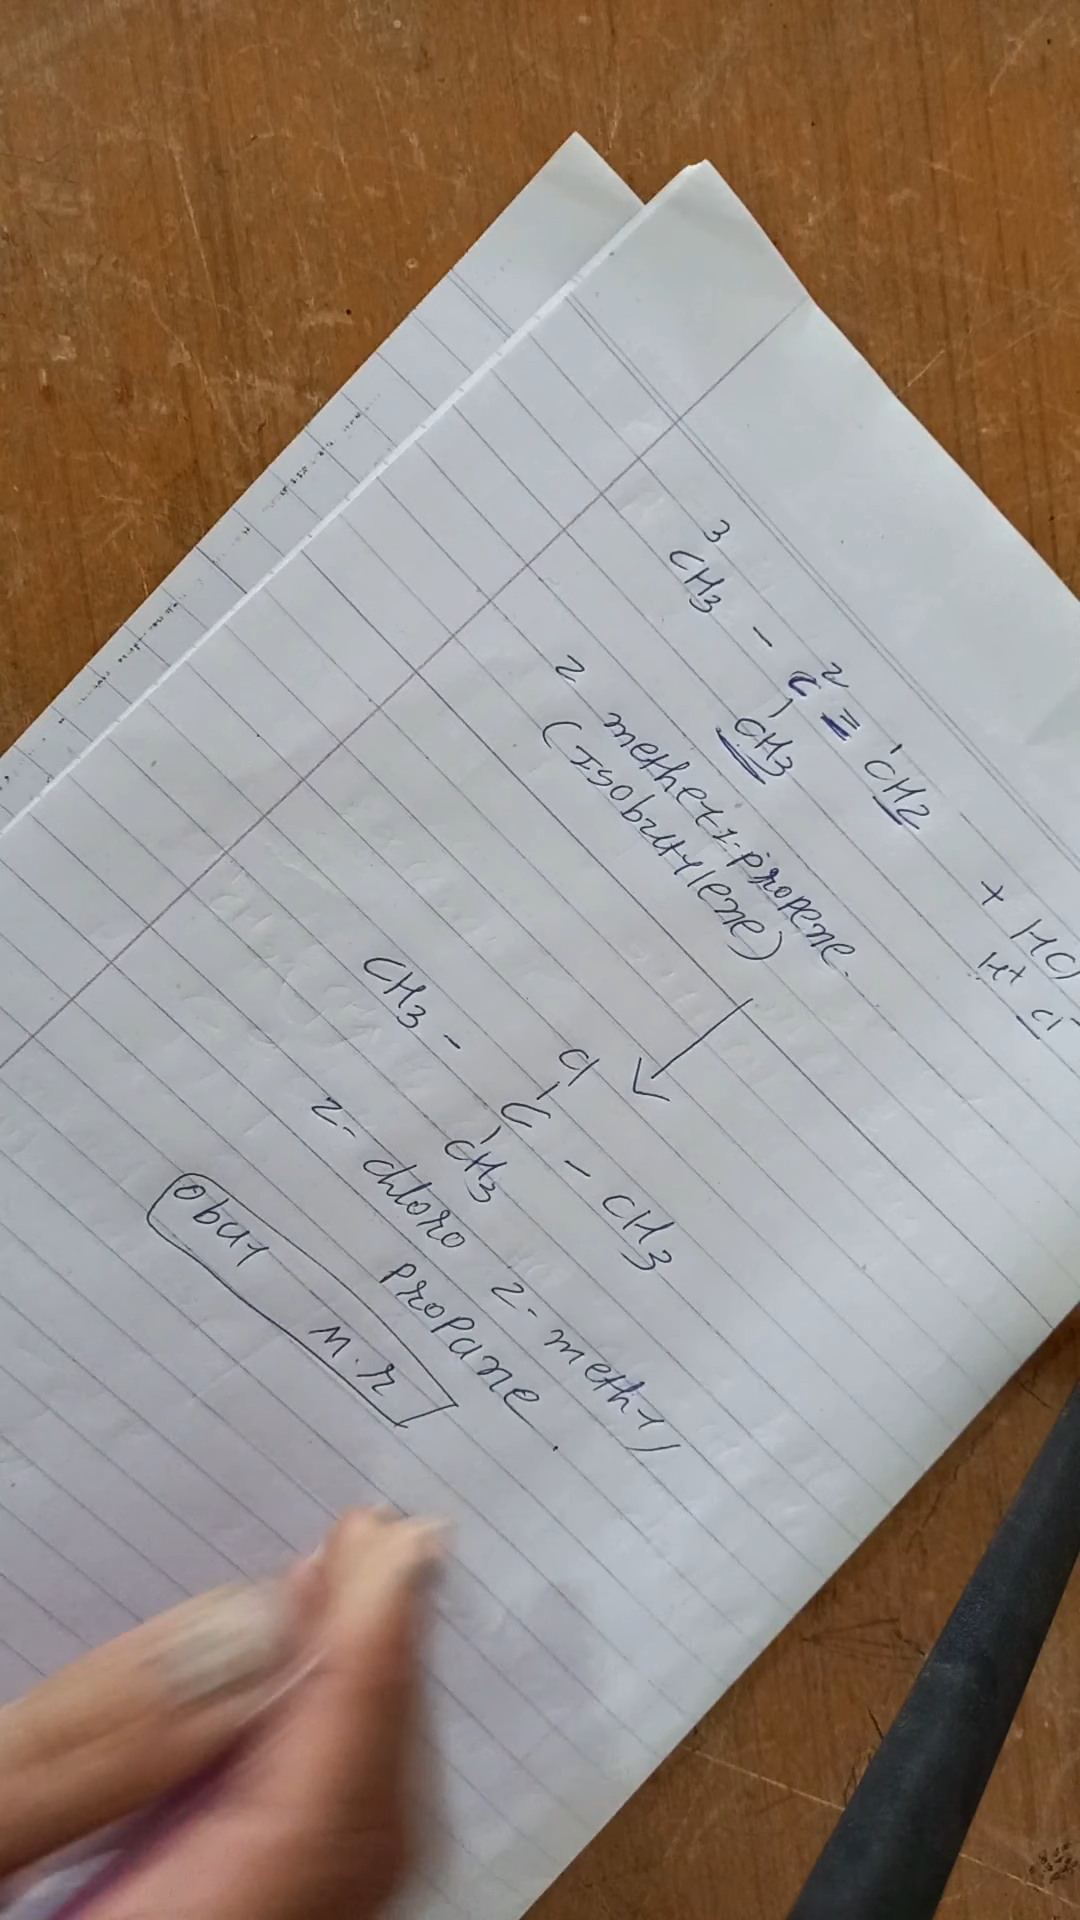 3 2 1
CH3 - C = CH2 + HCl
CH3 H+ Cl-
2 methey1-propene.
(Isobutylene)
Cl
CH3 - C - CH3
CH3
2- chloro 2- methyl
propane.
obey M.R